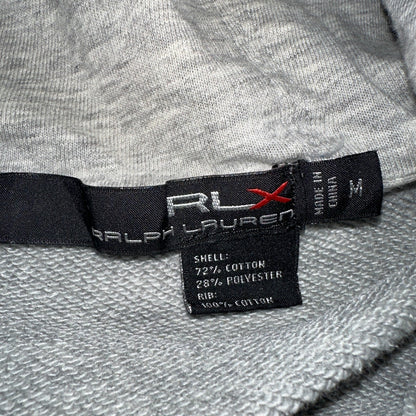 RLX
RALPH LAUREN
MADE IN
CHINA
M
SHELL:
72% COTTON
28% POLYESTER
RIB:
100% COTTON